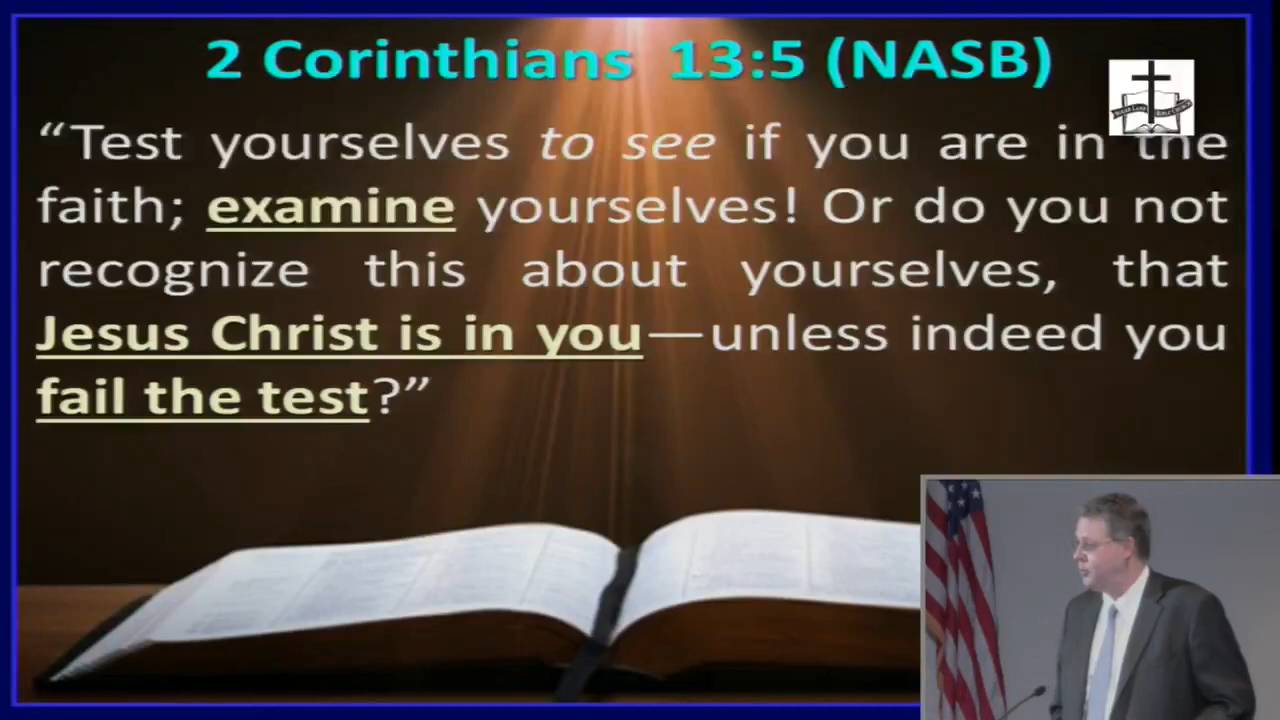 2 Corinthians 13:5 (NASB)
“Test yourselves to see if you are in the
faith; examine yourselves! Or do you not
recognize this about yourselves, that
Jesus Christ is in you—unless indeed you
fail the test?”